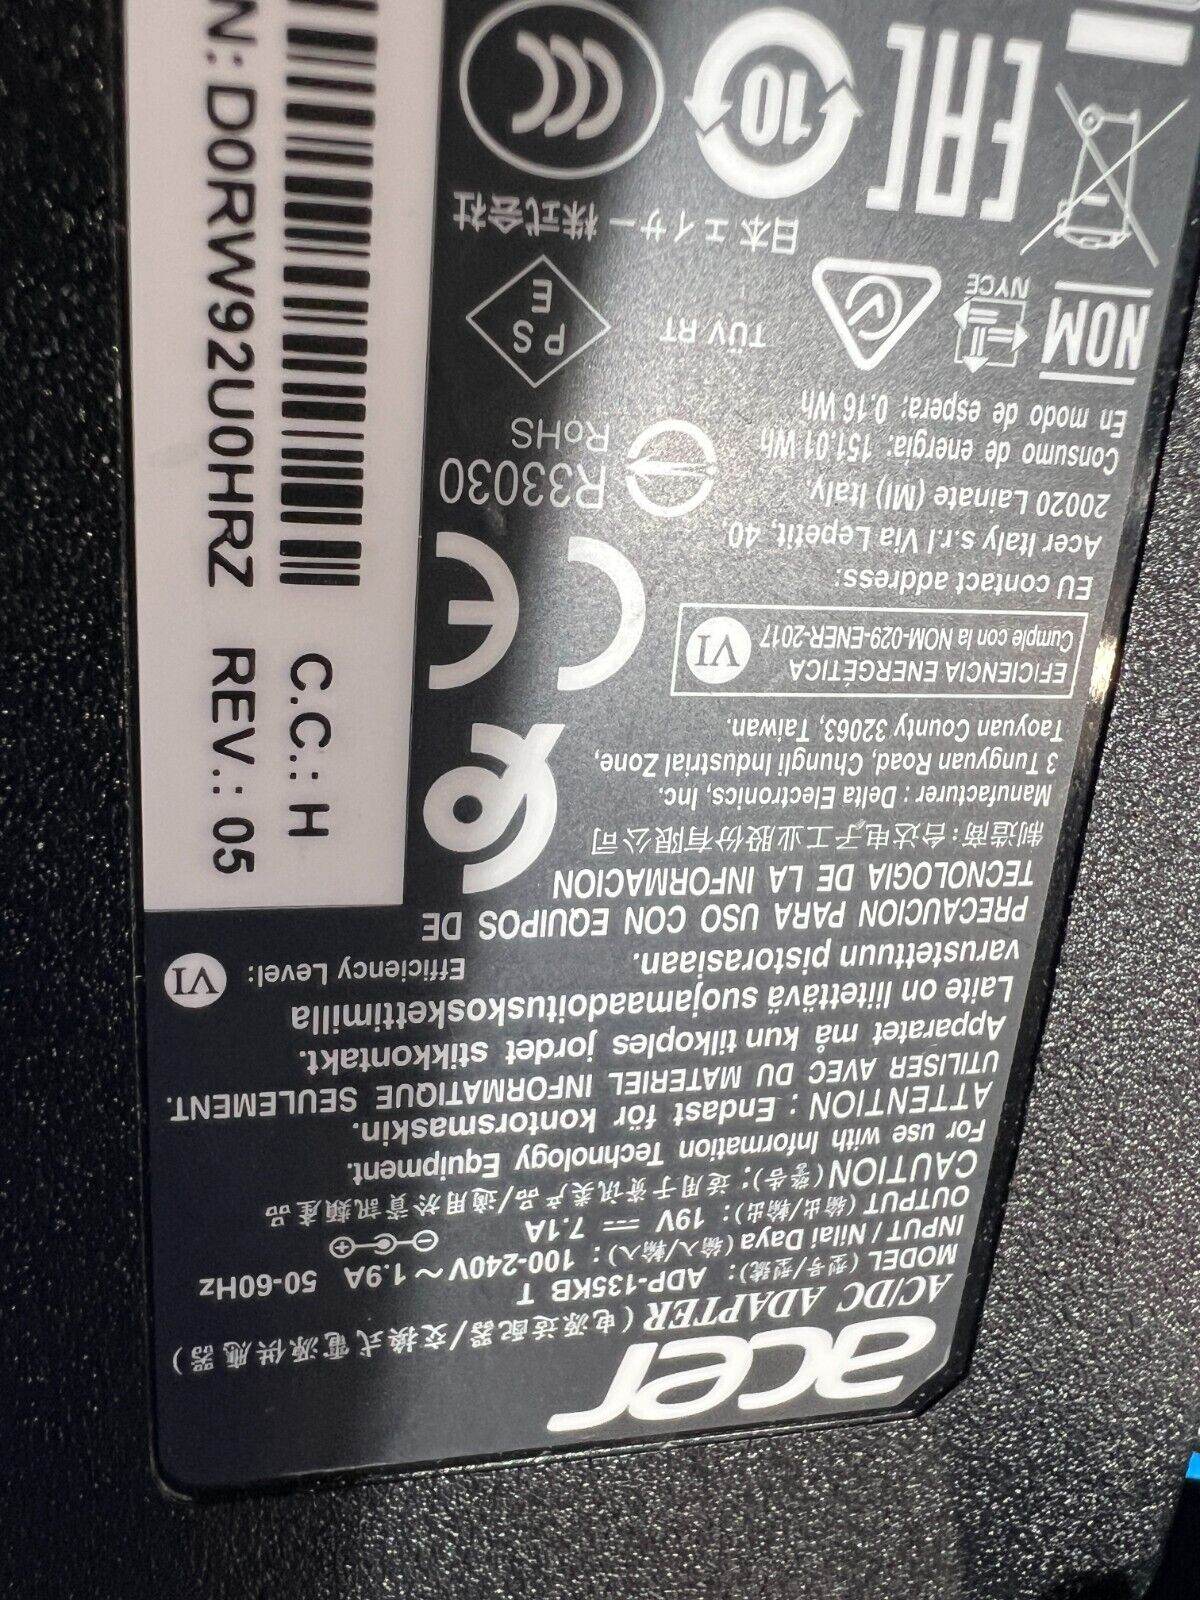 acer
AC/DC ADAPTER (电源适配器/交換式電源供應器)
MODEL (型号/型號): ADP-135KB T
INPUT / Nilai Daya (输入/輸入): 100-240V ~ 1.9A 50-60Hz
OUTPUT (输出/輸出): 19V ⎓ 7.1A
CAUTION (警告): 适用于资讯类产品/適用於資訊類產品
For use with Information Technology Equipment.
ATTENTION : Endast för kontorsmaskin.
UTILISER AVEC DU MATERIEL INFORMATIQUE SEULEMENT.
Apparatet må kun tilkoples jordet stikkontakt.
Laite on liitettävä suojamaadoituskoskettimilla
varustettuun pistorasiaan.
Efficiency Level: VI
PRECAUCION PARA USO CON EQUIPOS DE
TECNOLOGIA DE LA INFORMACION
制造商:台达电子工业股份有限公司
Manufacturer : Delta Electronics, Inc.
3 Tungyuan Road, Chungli Industrial Zone,
Taoyuan County 32063, Taiwan.
EFICIENCIA ENERGÉTICA
Cumple con la NOM-029-ENER-2017
VI
CE
EU contact address:
Acer Italy s.r.l Via Lepetit, 40,
20020 Lainate (MI) Italy.
Consumo de energía: 151.01 Wh
En modo de espera: 0.16 Wh
R33030
RoHS
NOM
NYCE
TÜV RT
PS
E
日本エイサー株式会社
EAC
10
CCC
N: D0RW92U0HRZ REV.: 05
C.C.: H